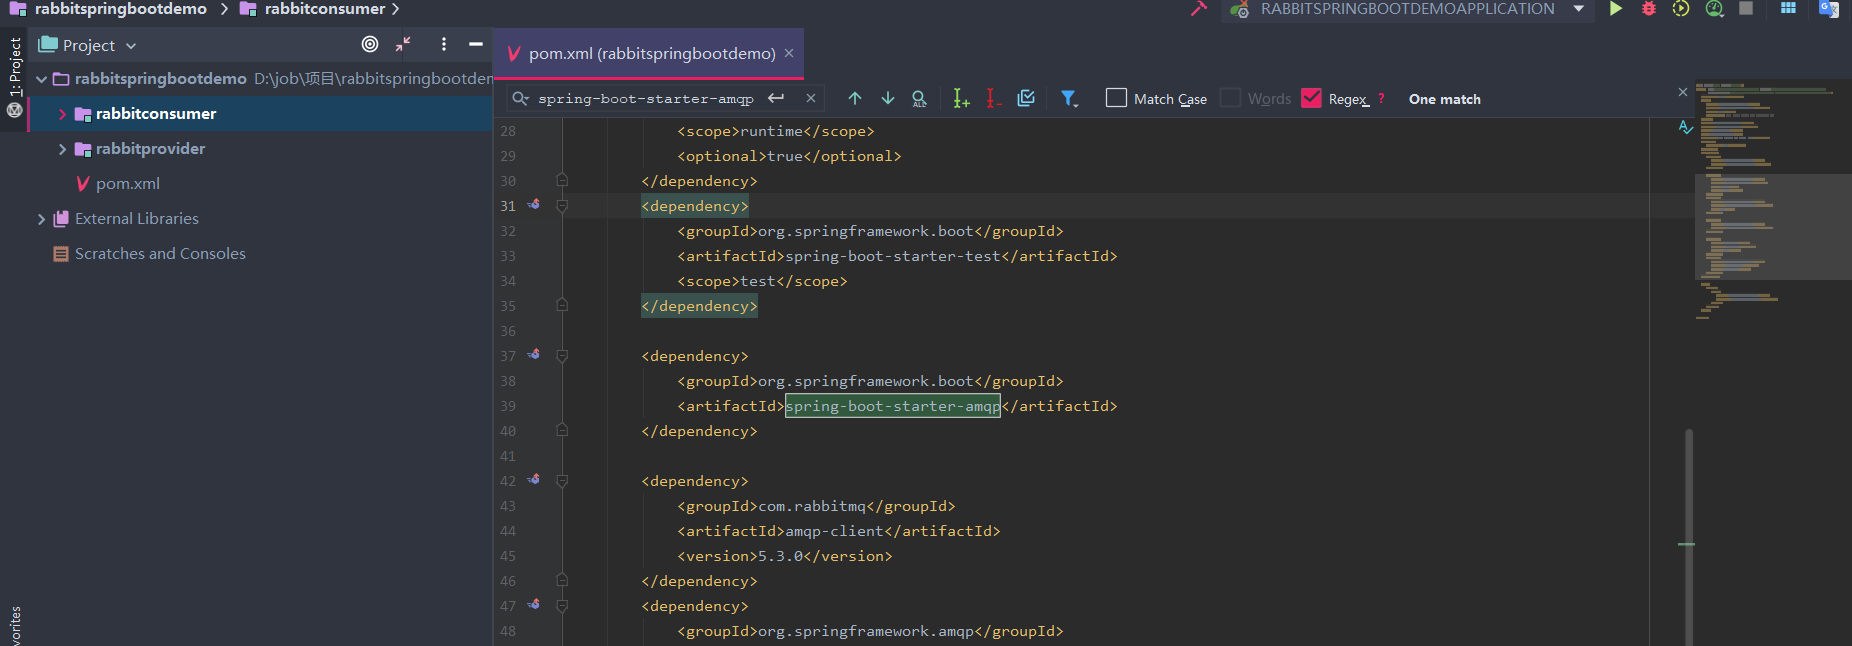 rabbitspringbootdemo > rabbitconsumer >
RABBITSPRINGBOOTDEMOAPPLICATION
1: Project
Project
rabbitspringbootdemo D:\job\项目\rabbitspringbootden
rabbitconsumer
rabbitprovider
pom.xml
External Libraries
Scratches and Consoles
vorites
pom.xml (rabbitspringbootdemo)
spring-boot-starter-amqp
Match Case Words Regex ? One match
28 <scope>runtime</scope>
29 <optional>true</optional>
30 </dependency>
31 <dependency>
32 <groupId>org.springframework.boot</groupId>
33 <artifactId>spring-boot-starter-test</artifactId>
34 <scope>test</scope>
35 </dependency>
36
37 <dependency>
38 <groupId>org.springframework.boot</groupId>
39 <artifactId>spring-boot-starter-amqp</artifactId>
40 </dependency>
41
42 <dependency>
43 <groupId>com.rabbitmq</groupId>
44 <artifactId>amqp-client</artifactId>
45 <version>5.3.0</version>
46 </dependency>
47 <dependency>
48 <groupId>org.springframework.amqp</groupId>